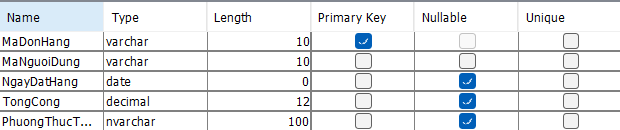 Name Type Length Primary Key Nullable Unique
MaDonHang varchar 10
MaNguoiDung varchar 10
NgayDatHang date 0
TongCong decimal 12
PhuongThucT... nvarchar 100